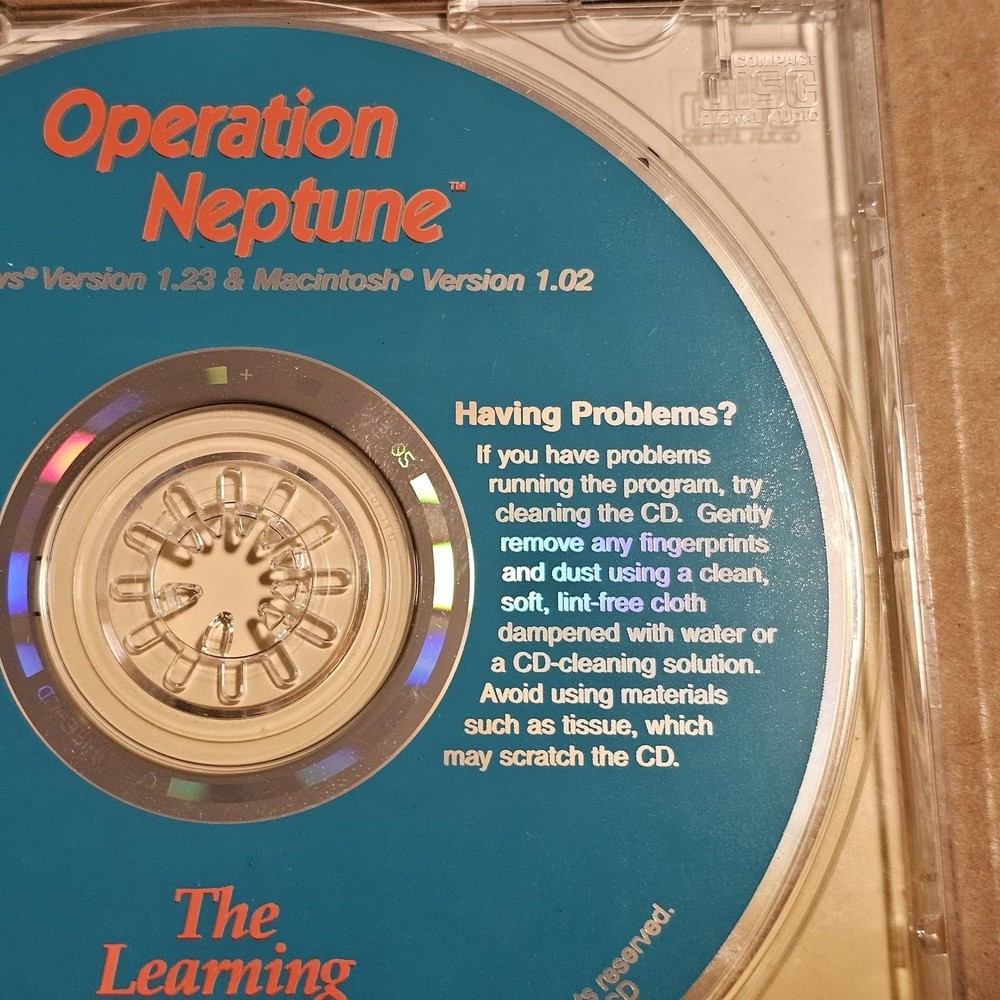 COMPACT
DISC
DIGITAL AUDIO
Operation
Neptune™
ws® Version 1.23 & Macintosh® Version 1.02
Having Problems?
If you have problems
running the program, try
cleaning the CD. Gently
remove any fingerprints
and dust using a clean,
soft, lint-free cloth
dampened with water or
a CD-cleaning solution.
Avoid using materials
such as tissue, which
may scratch the CD.
The
Learning
ts reserved.
CD